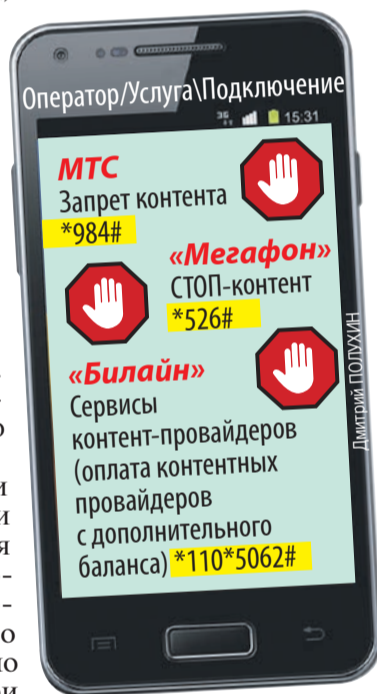 Оператор/Услуга\Подключение
3G
15:31
МТС
Запрет контента
*984#
«Мегафон»
СТОП-контент
*526#
«Билайн»
Сервисы
контент-провайдеров
(оплата контентных
провайдеров
с дополнительного
баланса) *110*5062#
Дмитрий ПОЛУХИН